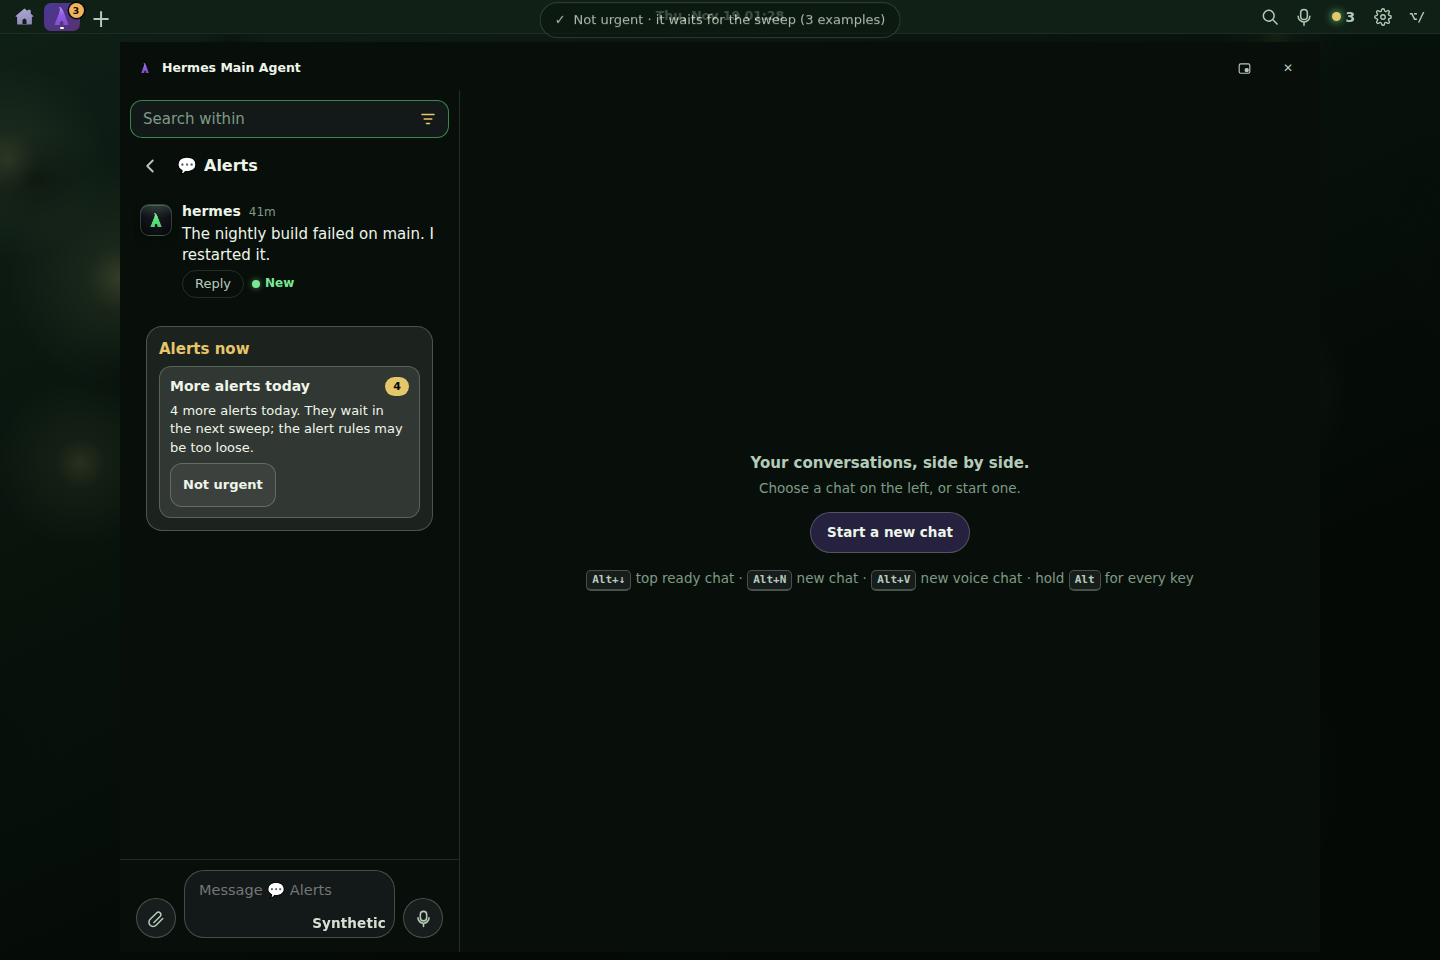 3
✓ Not urgent · it waits for the sweep (3 examples)
3
⌥/
Hermes Main Agent
Search within
💬 Alerts
hermes 41m
The nightly build failed on main. I
restarted it.
Reply
New
Alerts now
More alerts today
4
4 more alerts today. They wait in
the next sweep; the alert rules may
be too loose.
Not urgent
Your conversations, side by side.
Choose a chat on the left, or start one.
Start a new chat
Alt+↓ top ready chat · Alt+N new chat · Alt+V new voice chat · hold Alt for every key
Message 💬 Alerts
Synthetic